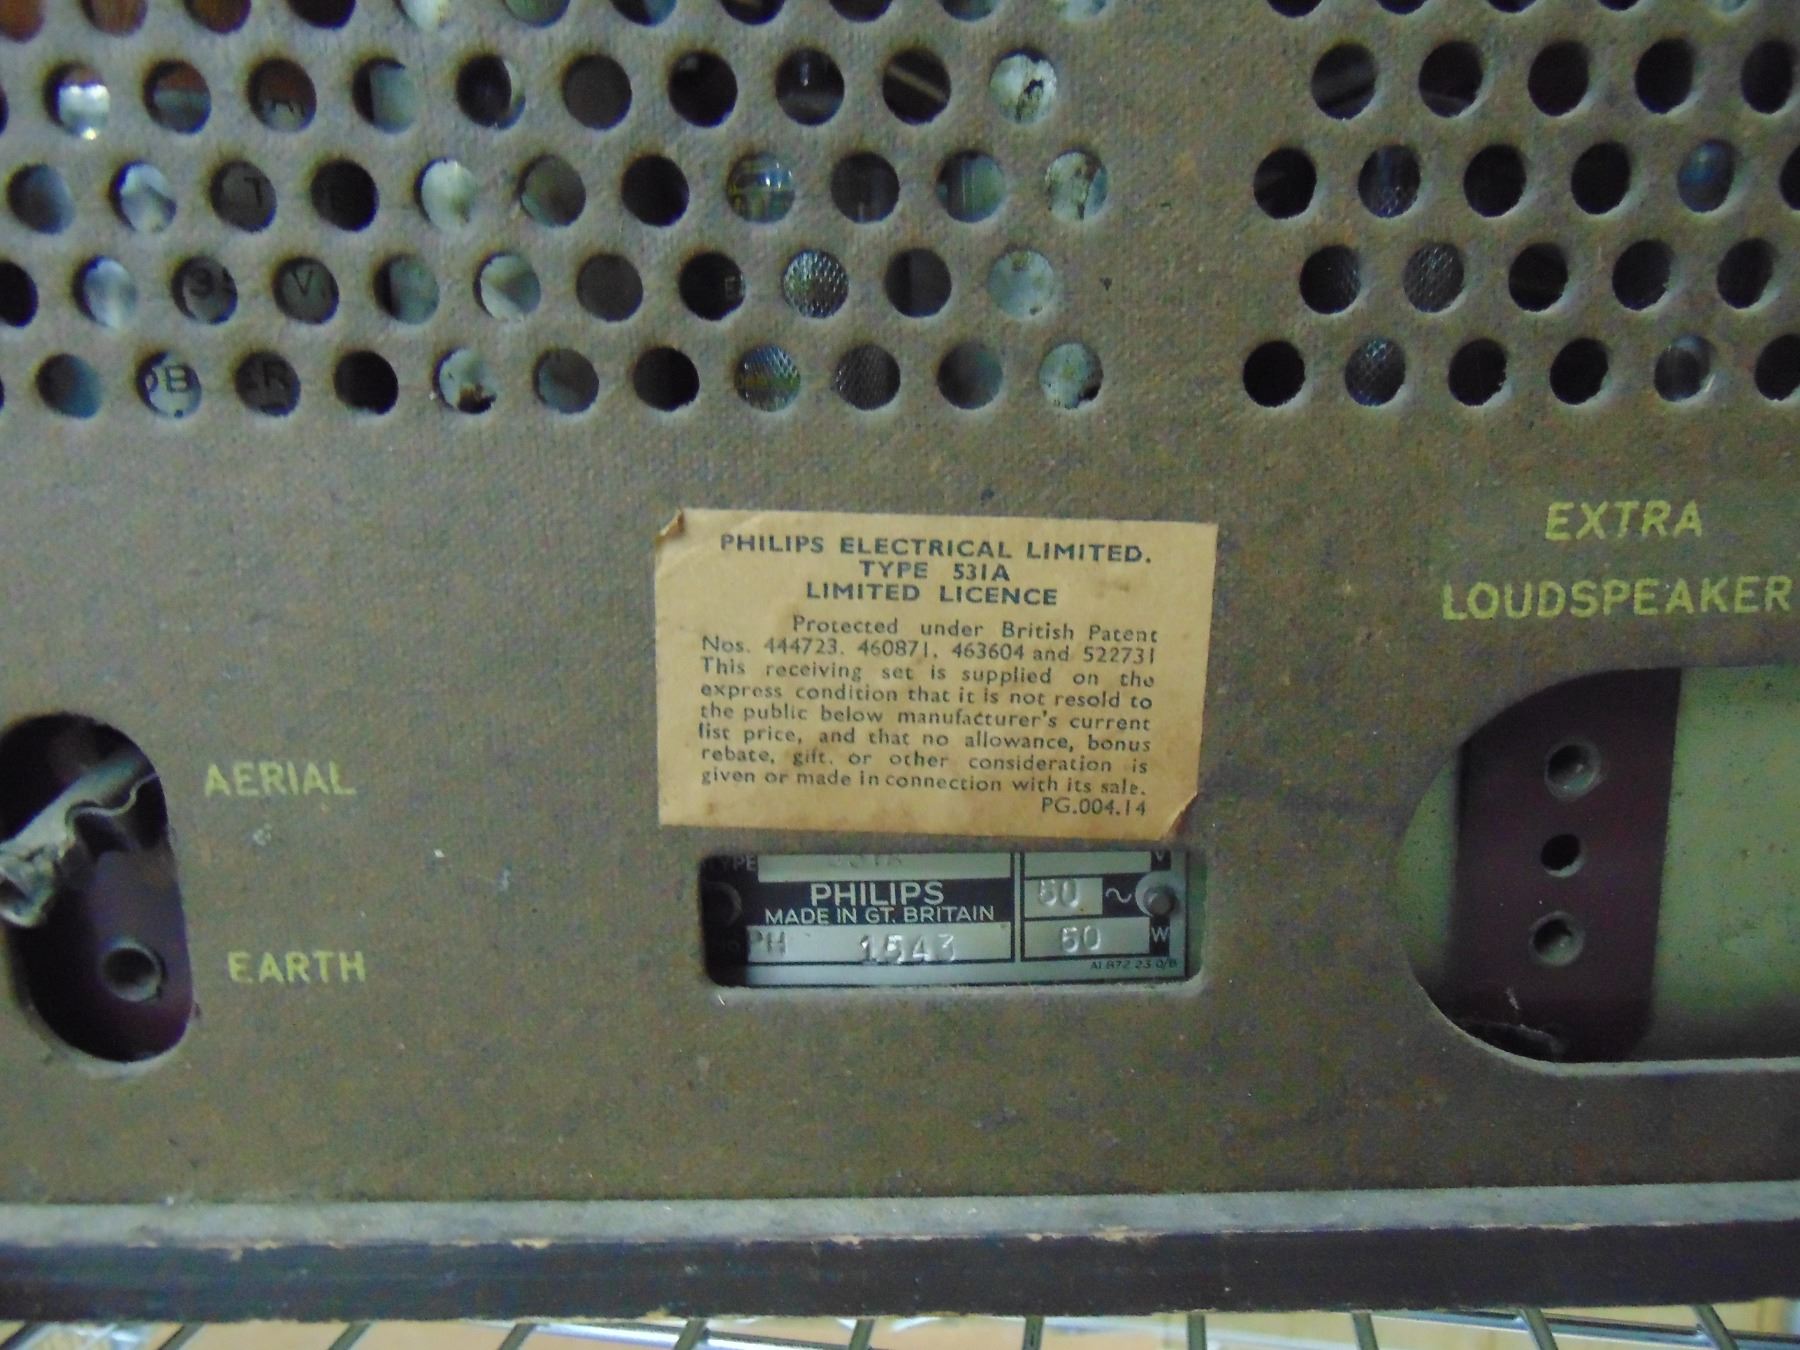 PHILIPS ELECTRICAL LIMITED.
TYPE 531A
LIMITED LICENCE
Protected under British Patent
Nos. 444723. 460871. 463604 and 522731
This receiving set is supplied on the
express condition that it is not resold to
the public below manufacturer's current
list price, and that no allowance, bonus
rebate, gift. or other consideration is
given or made in connection with its sale.
PG.004.14
EXTRA
LOUDSPEAKER
AERIAL
EARTH
TYPE V
PHILIPS
MADE IN GT. BRITAIN
PH 1543
50 ~
60 W